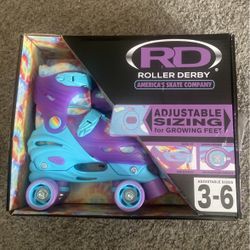 RD
ROLLER DERBY
AMERICA'S SKATE COMPANY
ADJUSTABLE
SIZING
for GROWING FEET
ADJUSTABLE SIZES
3-6